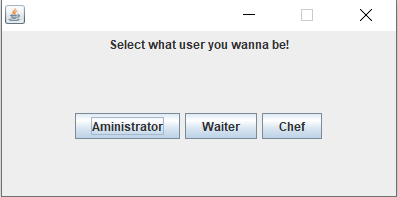 Select what user you wanna be!
Aministrator Waiter Chef